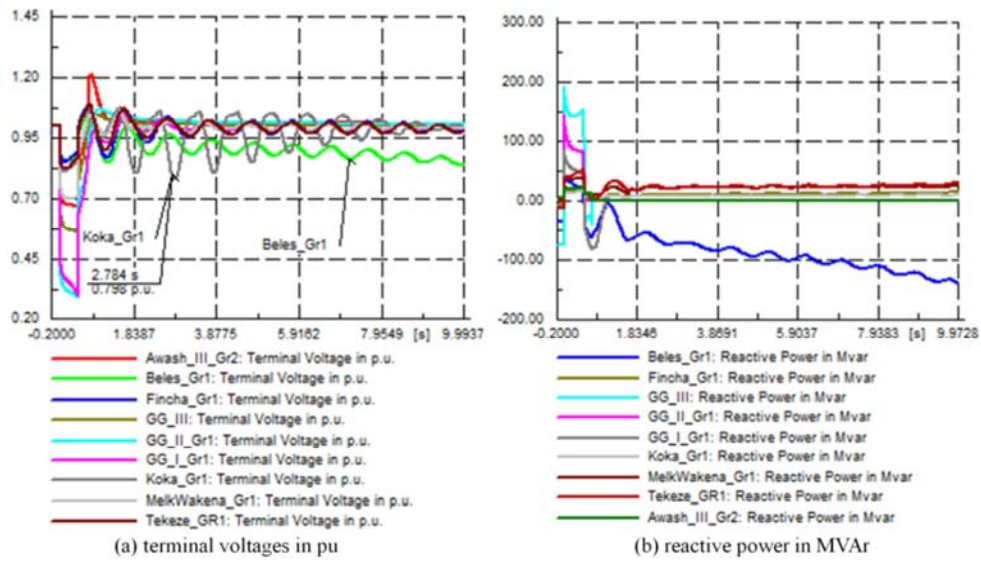 1.45
1.20
0.95
0.70
0.45
0.20
-0.2000 1.8387 3.8775 5.9162 7.9549 [s] 9.9937
Koka_Gr1
2.784 s
0.798 p.u.
Beles_Gr1
Awash_III_Gr2: Terminal Voltage in p.u.
Beles_Gr1: Terminal Voltage in p.u.
Fincha_Gr1: Terminal Voltage in p.u.
GG_III: Terminal Voltage in p.u.
GG_II_Gr1: Terminal Voltage in p.u.
GG_I_Gr1: Terminal Voltage in p.u.
Koka_Gr1: Terminal Voltage in p.u.
MelkWakena_Gr1: Terminal Voltage in p.u.
Tekeze_GR1: Terminal Voltage in p.u.
(a) terminal voltages in pu
300.00
200.00
100.00
0.00
-100.00
-200.00
-0.2000 1.8346 3.8691 5.9037 7.9383 [s] 9.9728
Beles_Gr1: Reactive Power in Mvar
Fincha_Gr1: Reactive Power in Mvar
GG_III: Reactive Power in Mvar
GG_II_Gr1: Reactive Power in Mvar
GG_I_Gr1: Reactive Power in Mvar
Koka_Gr1: Reactive Power in Mvar
MelkWakena_Gr1: Reactive Power in Mvar
Tekeze_GR1: Reactive Power in Mvar
Awash_III_Gr2: Reactive Power in Mvar
(b) reactive power in MVAr